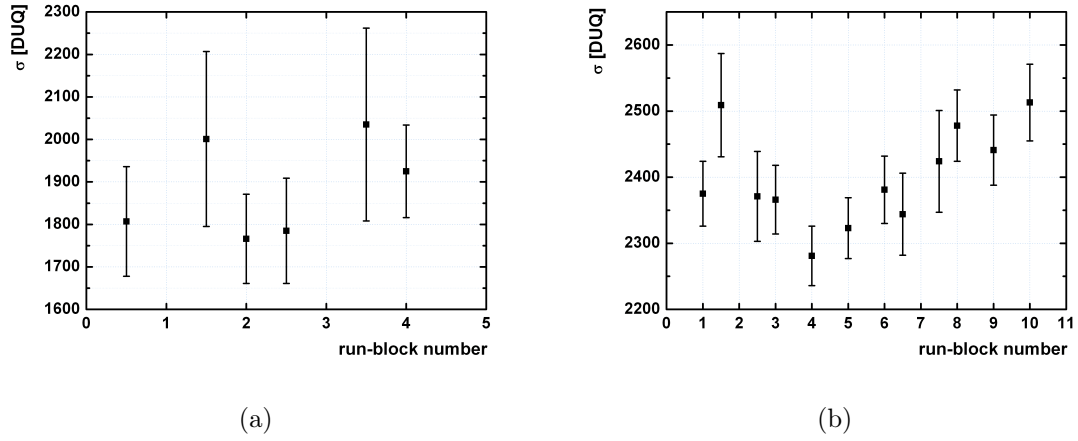 σ [DUQ]
2300
2200
2100
2000
1900
1800
1700
1600
0 1 2 3 4 5
run-block number
(a)
σ [DUQ]
2600
2500
2400
2300
2200
0 1 2 3 4 5 6 7 8 9 10 11
run-block number
(b)